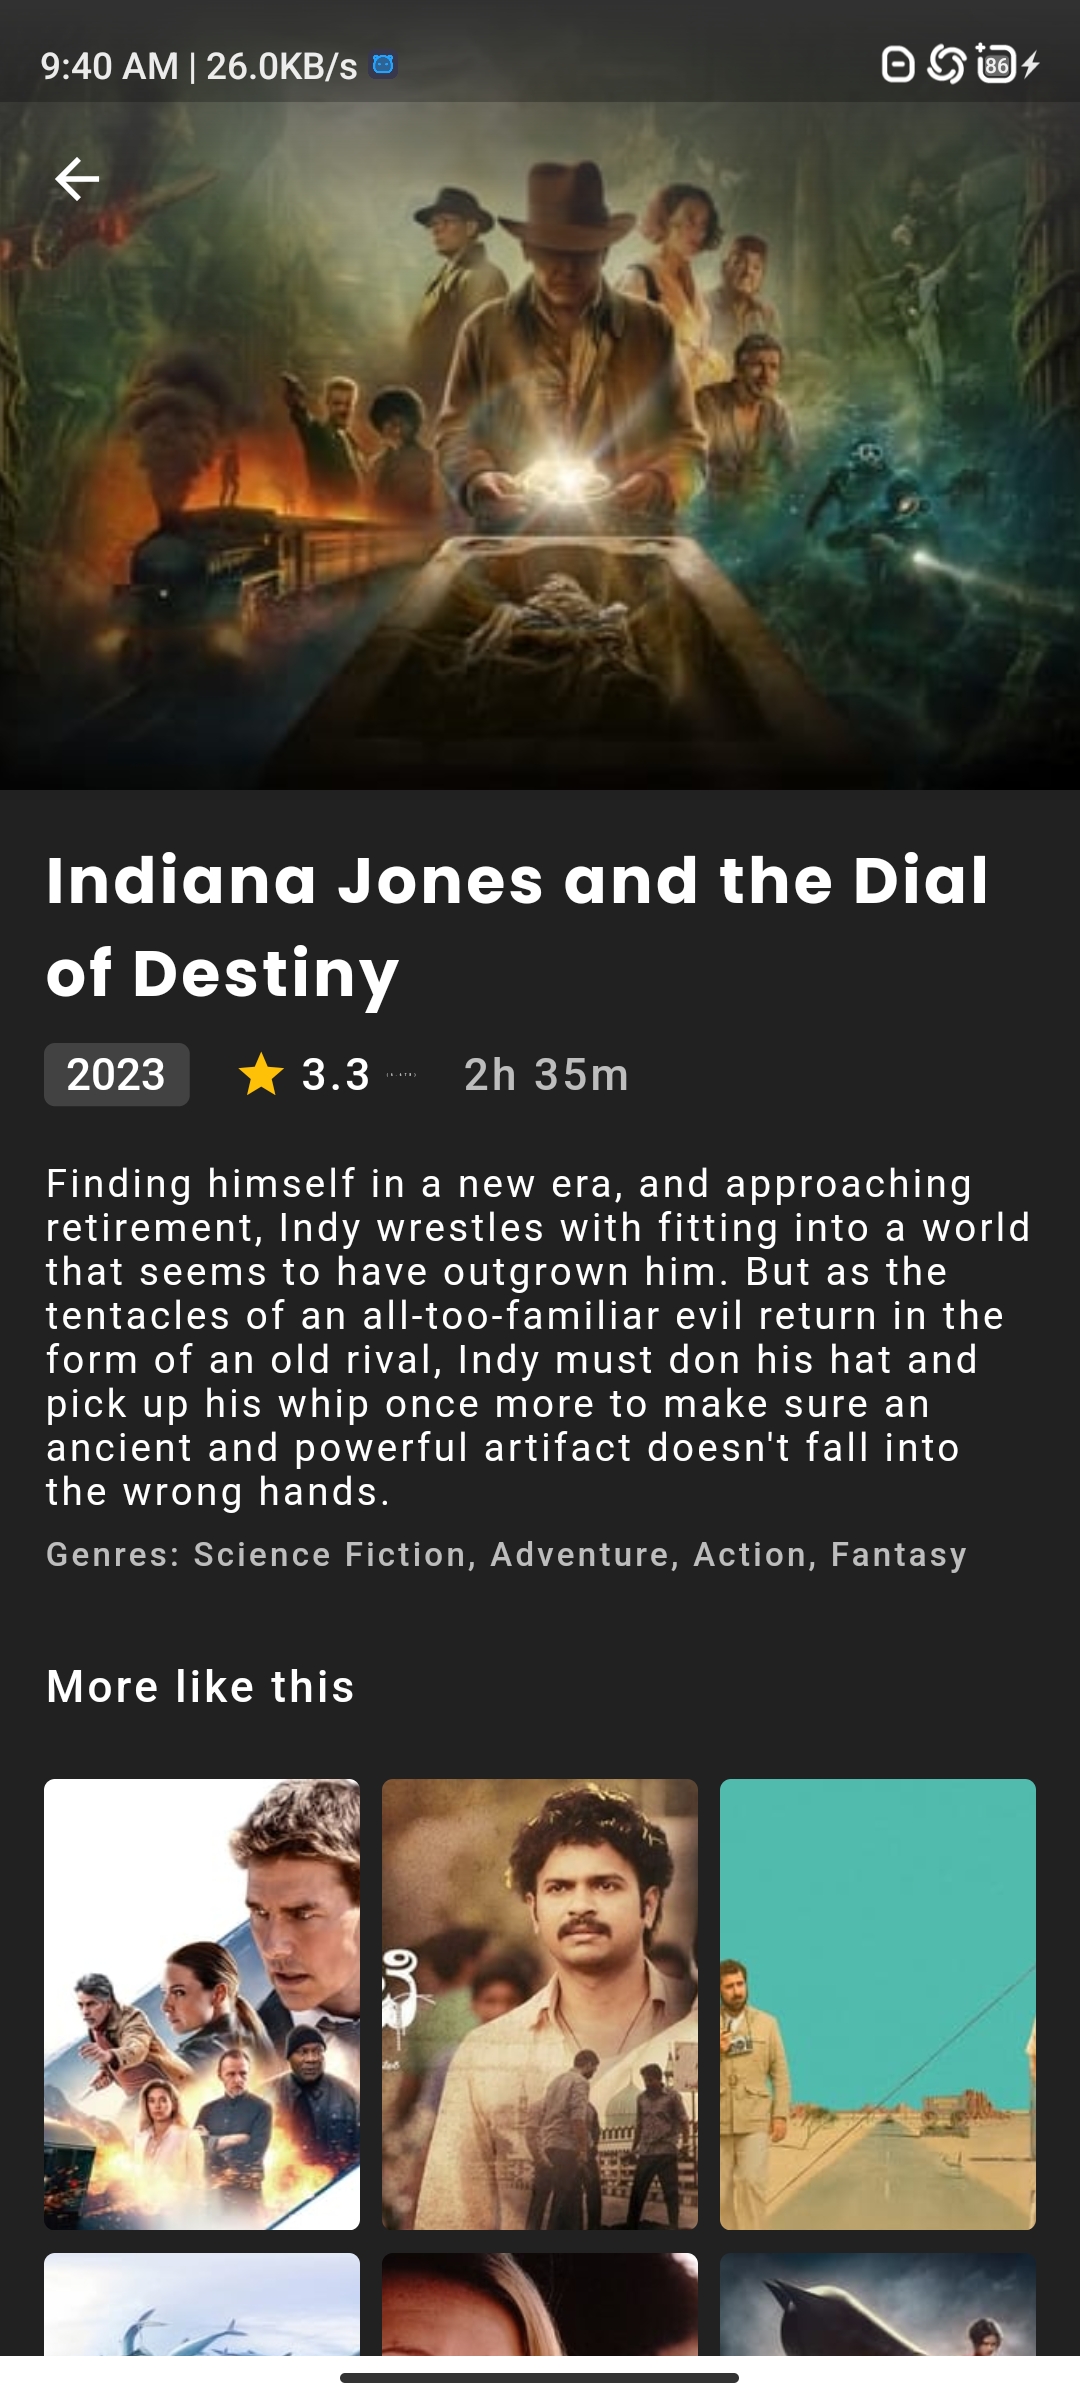 9:40 AM | 26.0KB/s
86
Indiana Jones and the Dial
of Destiny
2023 3.3 2h 35m
Finding himself in a new era, and approaching
retirement, Indy wrestles with fitting into a world
that seems to have outgrown him. But as the
tentacles of an all-too-familiar evil return in the
form of an old rival, Indy must don his hat and
pick up his whip once more to make sure an
ancient and powerful artifact doesn't fall into
the wrong hands.
Genres: Science Fiction, Adventure, Action, Fantasy
More like this